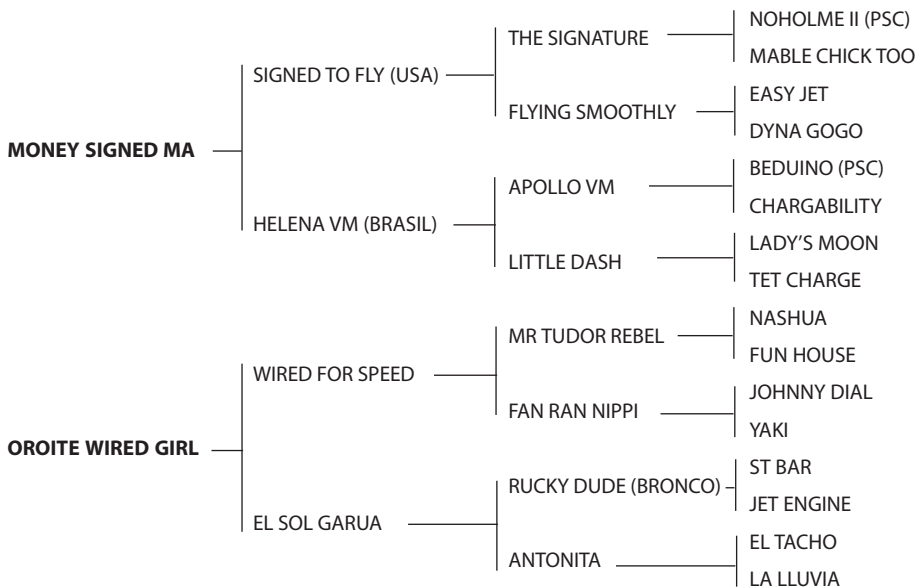 NOHOLME II (PSC)
THE SIGNATURE
MABLE CHICK TOO
SIGNED TO FLY (USA)
EASY JET
FLYING SMOOTHLY
DYNA GOGO
MONEY SIGNED MA
BEDUINO (PSC)
APOLLO VM
CHARGABILITY
HELENA VM (BRASIL)
LADY'S MOON
LITTLE DASH
TET CHARGE
NASHUA
MR TUDOR REBEL
FUN HOUSE
WIRED FOR SPEED
JOHNNY DIAL
FAN RAN NIPPI
YAKI
OROITE WIRED GIRL
ST BAR
RUCKY DUDE (BRONCO)
JET ENGINE
EL SOL GARUA
EL TACHO
ANTONITA
LA LLUVIA